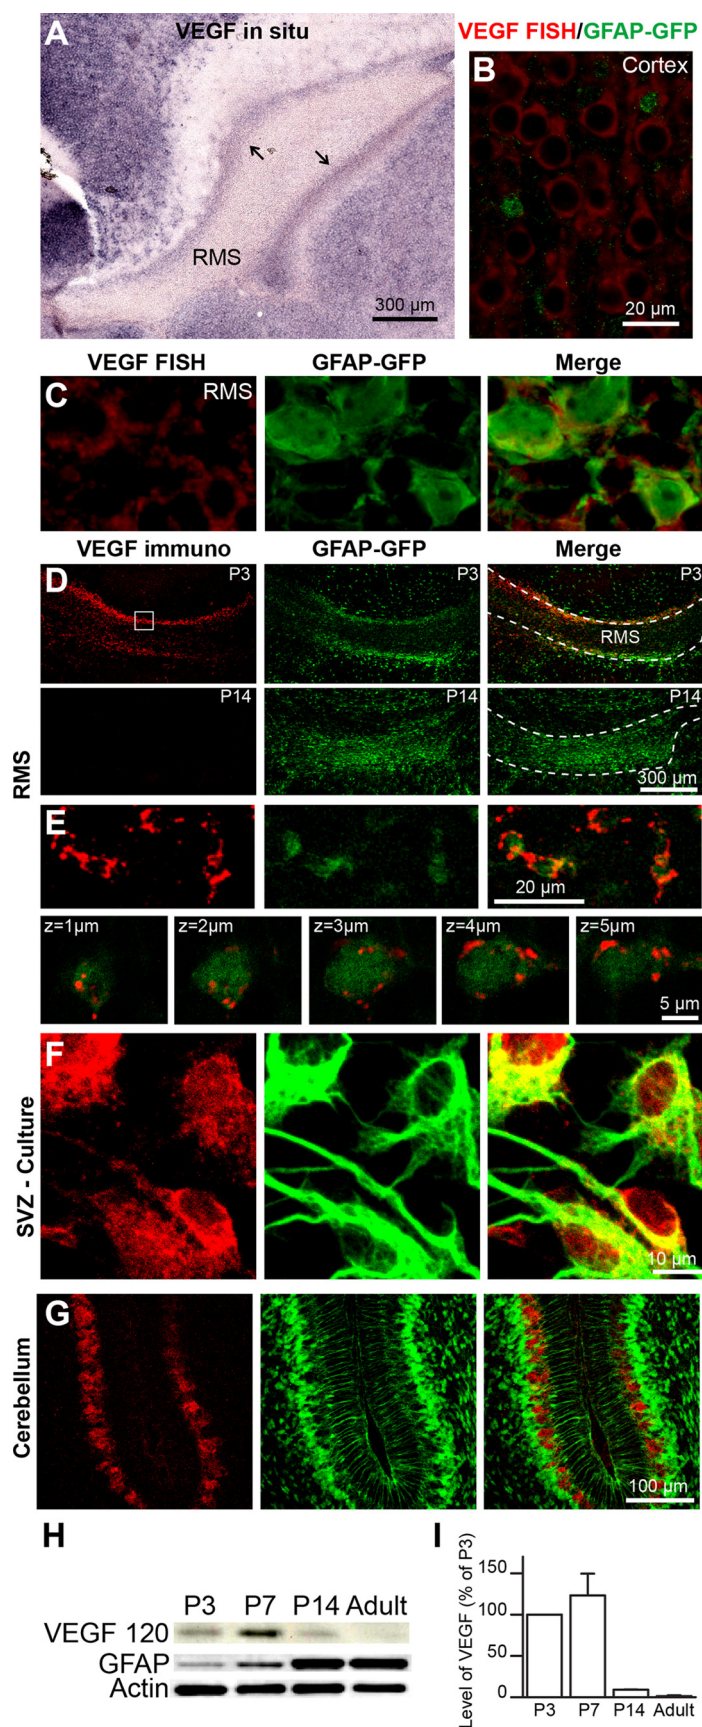 A
VEGF in situ
RMS
300 µm
VEGF FISH/GFAP-GFP
B
Cortex
20 µm
VEGF FISH
GFAP-GFP
Merge
C
RMS
VEGF immuno
GFAP-GFP
Merge
D
P3
P3
P3
RMS
P14
P14
P14
300 µm
RMS
E
20 µm
z=1µm
z=2µm
z=3µm
z=4µm
z=5µm
5 µm
F
SVZ - Culture
10 µm
G
Cerebellum
100 µm
H
P3 P7 P14 Adult
VEGF 120
GFAP
Actin
I
Level of VEGF (% of P3)
150
100
50
0
P3 P7 P14 Adult